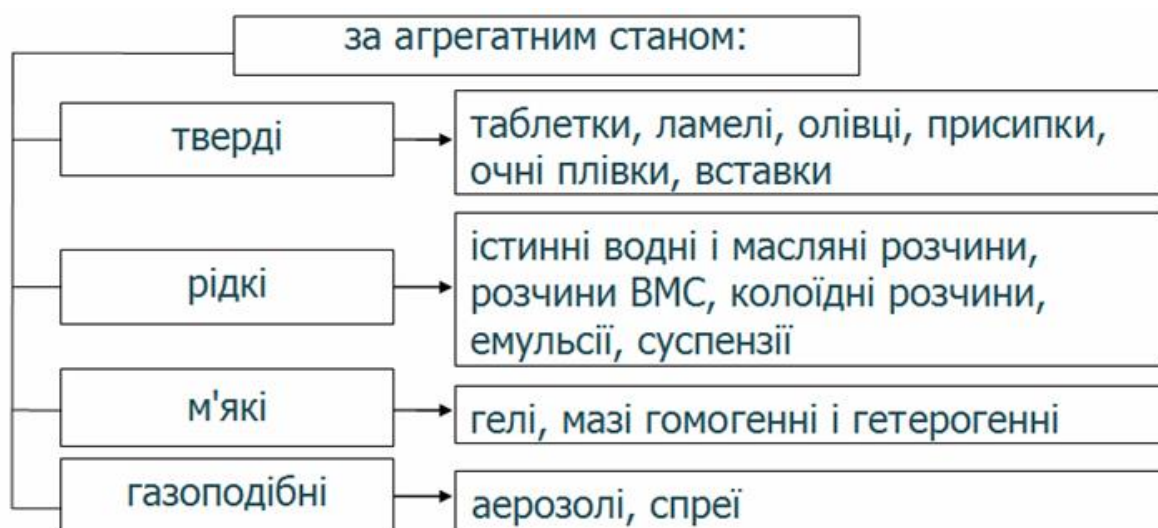 за агрегатним станом:
тверді
таблетки, ламелі, олівці, присипки,
очні плівки, вставки
рідкі
істинні водні і масляні розчини,
розчини ВМС, колоїдні розчини,
емульсії, суспензії
м'які
гелі, мазі гомогенні і гетерогенні
газоподібні
аерозолі, спреї